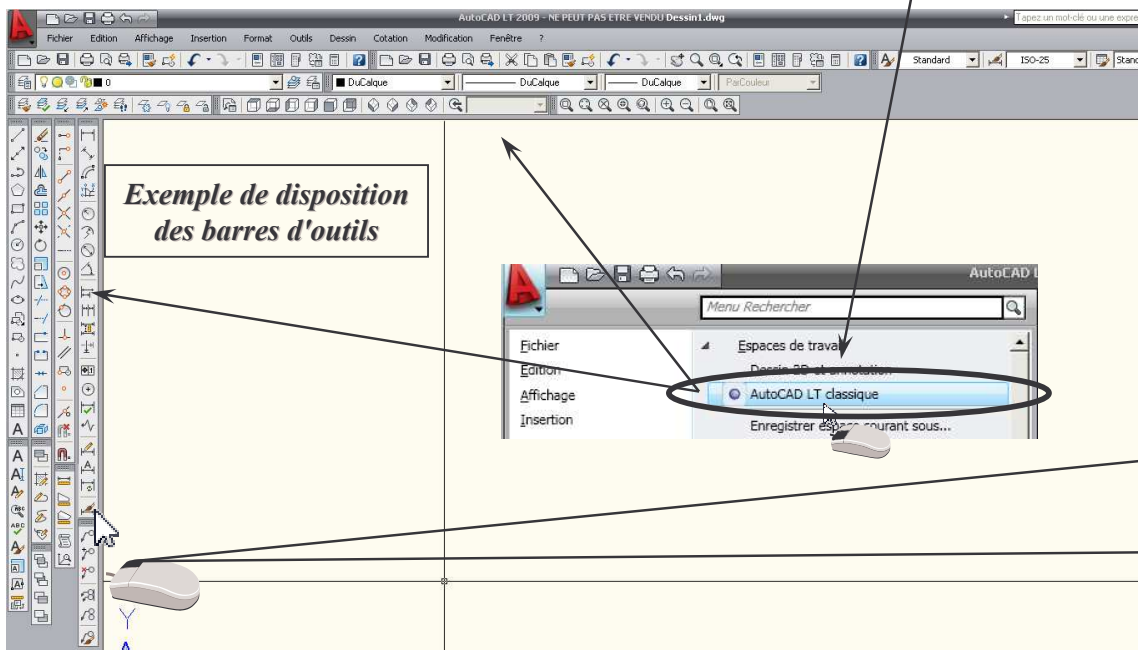 AutoCAD LT 2009 - NE PEUT PAS ETRE VENDU Dessin1.dwg
Tapez un mot-clé ou une expre
Fichier Edition Affichage Insertion Format Outils Dessin Cotation Modification Fenêtre ?
Standard ISO-25 Stand
0 DuCalque DuCalque DuCalque ParCouleur
Exemple de disposition
des barres d'outils
AutoCAD L
Menu Rechercher
Fichier Espaces de travail
Edition Dessin 2D et annotation
Affichage AutoCAD LT classique
Insertion Enregistrer espace courant sous...
A
A
ABC
Y